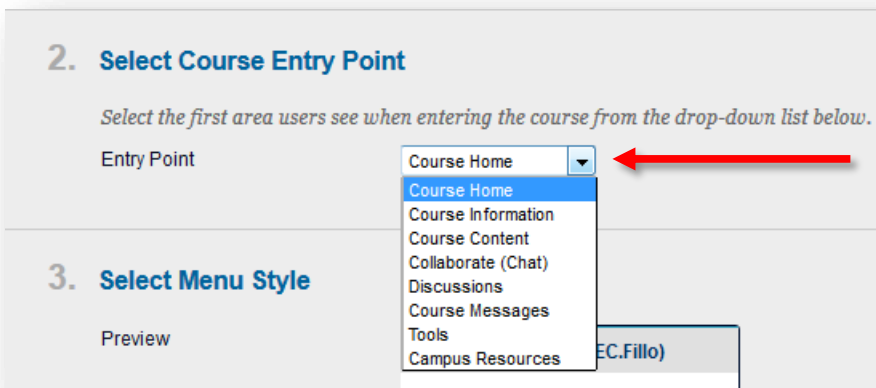 2. Select Course Entry Point
Select the first area users see when entering the course from the drop-down list below.
Entry Point
Course Home
Course Home
Course Information
Course Content
Collaborate (Chat)
Discussions
Course Messages
Tools
Campus Resources
3. Select Menu Style
Preview
EC.Fillo)